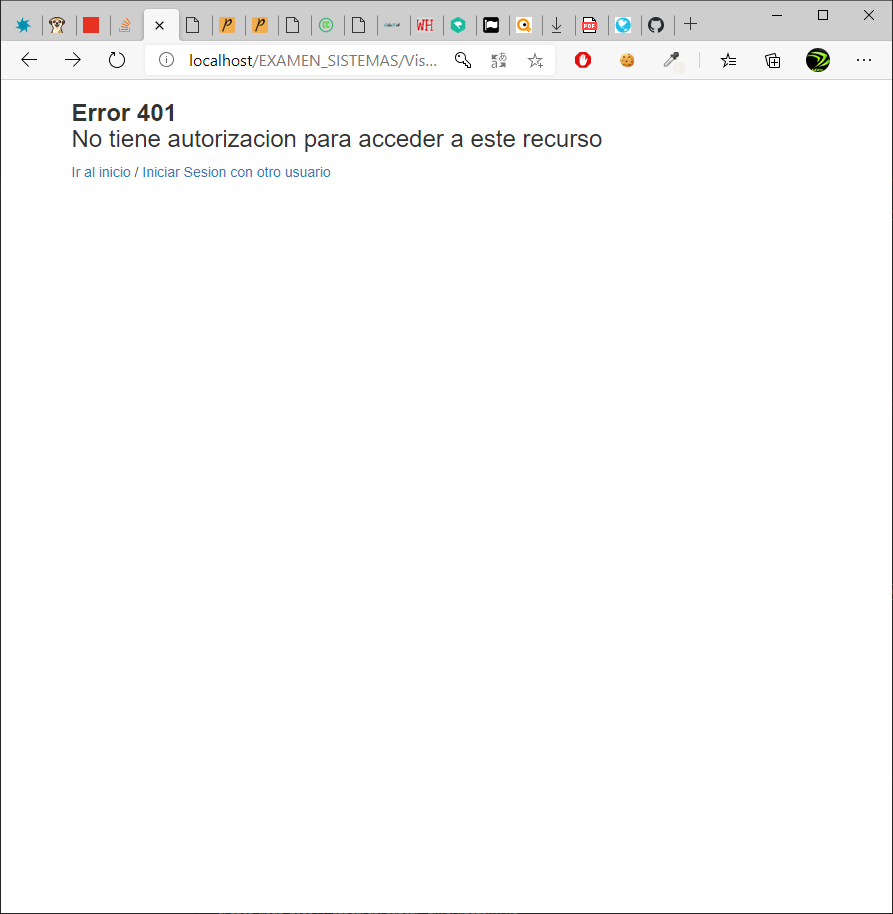 localhost/EXAMEN_SISTEMAS/Vis...
Error 401
No tiene autorizacion para acceder a este recurso
Ir al inicio / Iniciar Sesion con otro usuario